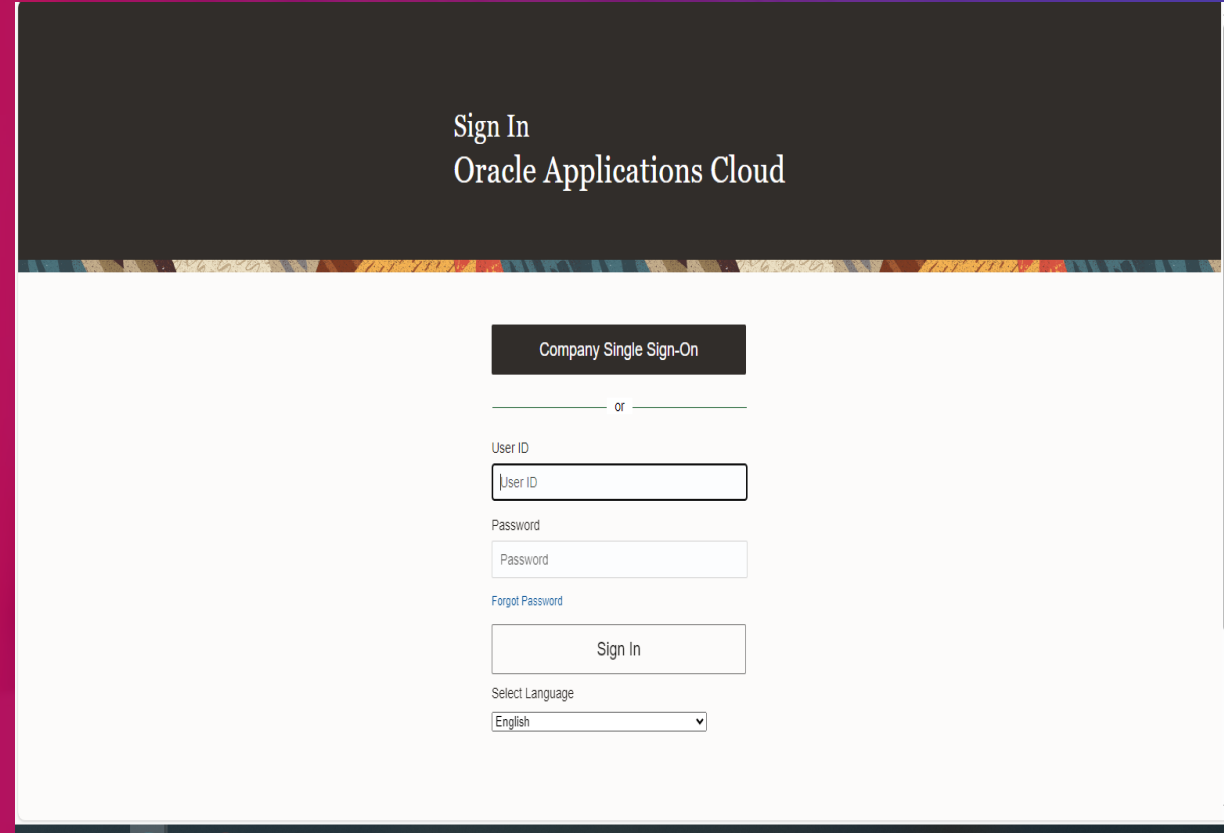 Sign In
Oracle Applications Cloud
Company Single Sign-On
or
User ID
User ID
Password
Password
Forgot Password
Sign In
Select Language
English